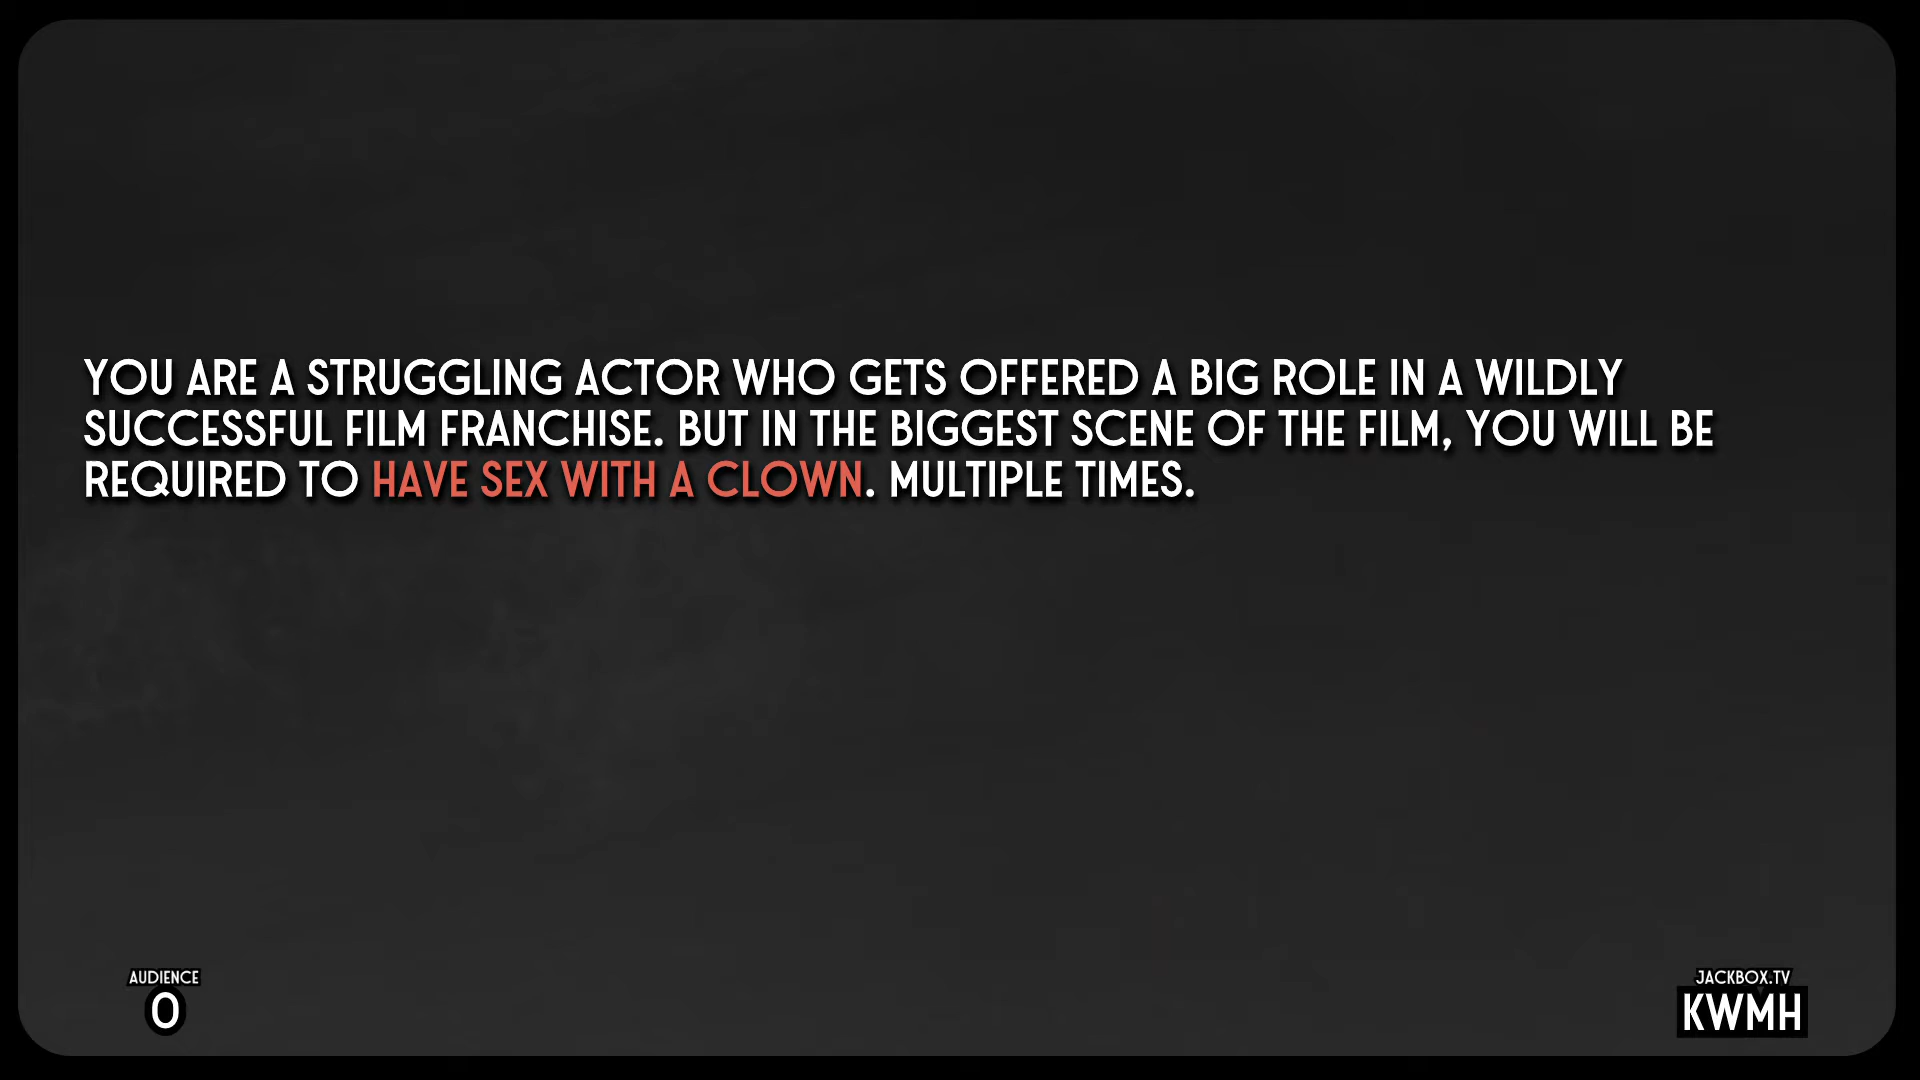 YOU ARE A STRUGGLING ACTOR WHO GETS OFFERED A BIG ROLE IN A WILDLY
SUCCESSFUL FILM FRANCHISE. BUT IN THE BIGGEST SCENE OF THE FILM, YOU WILL BE
REQUIRED TO HAVE SEX WITH A CLOWN. MULTIPLE TIMES.
AUDIENCE
0
JACKBOX.TV
KWMH